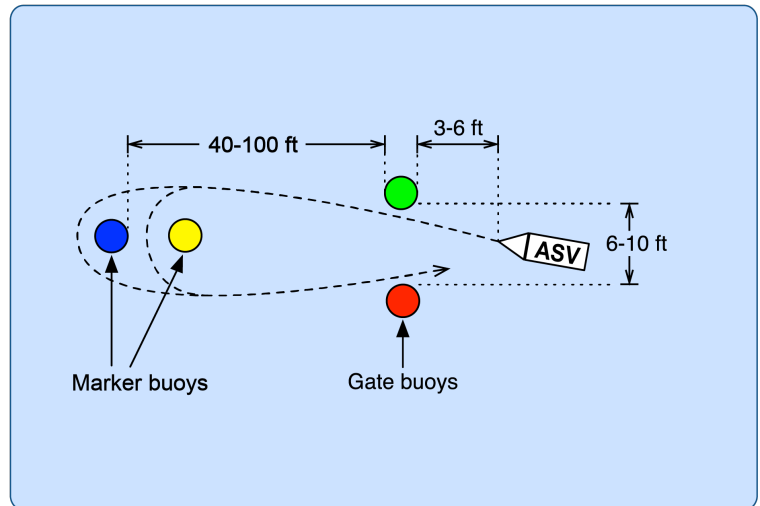 3-6 ft
40-100 ft
6-10 ft
ASV
Marker buoys
Gate buoys